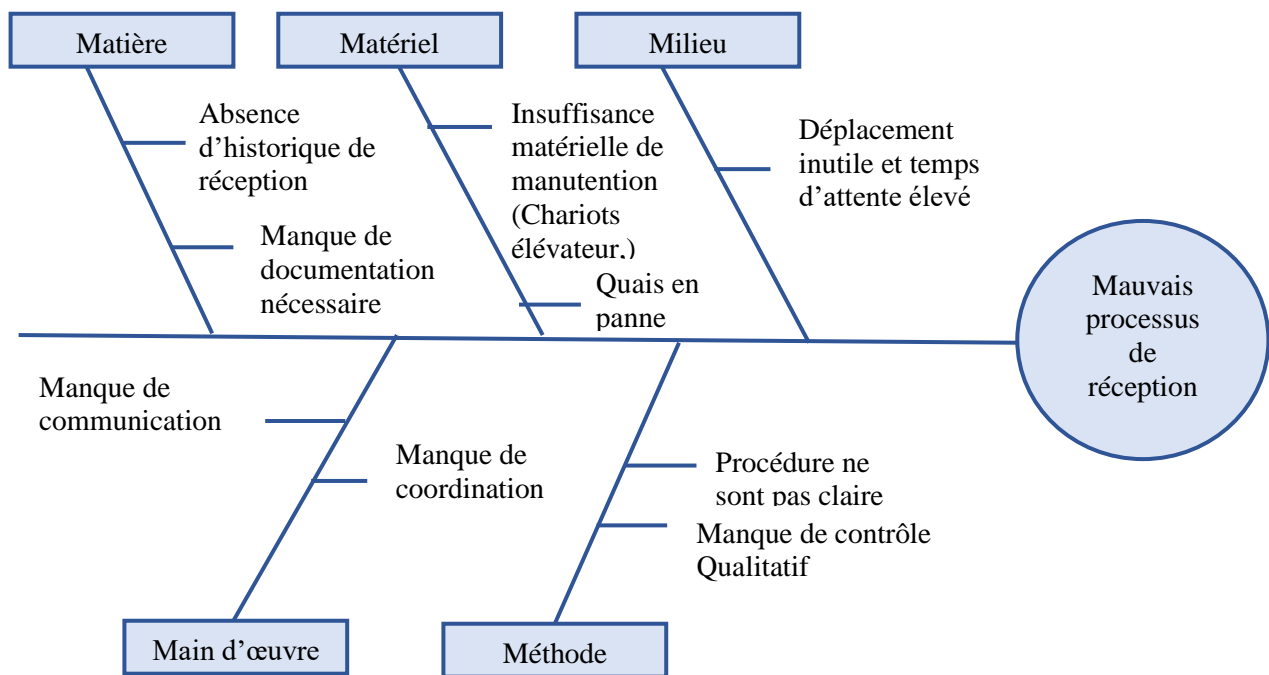 Matière
Matériel
Milieu
Absence
d’historique de
réception
Insuffisance
matérielle de
manutention
(Chariots
élévateur,)
Déplacement
inutile et temps
d’attente élevé
Manque de
documentation
nécessaire
Quais en
panne
Mauvais
processus
de
réception
Manque de
communication
Manque de
coordination
Procédure ne
sont pas claire
Manque de contrôle
Qualitatif
Main d’œuvre
Méthode